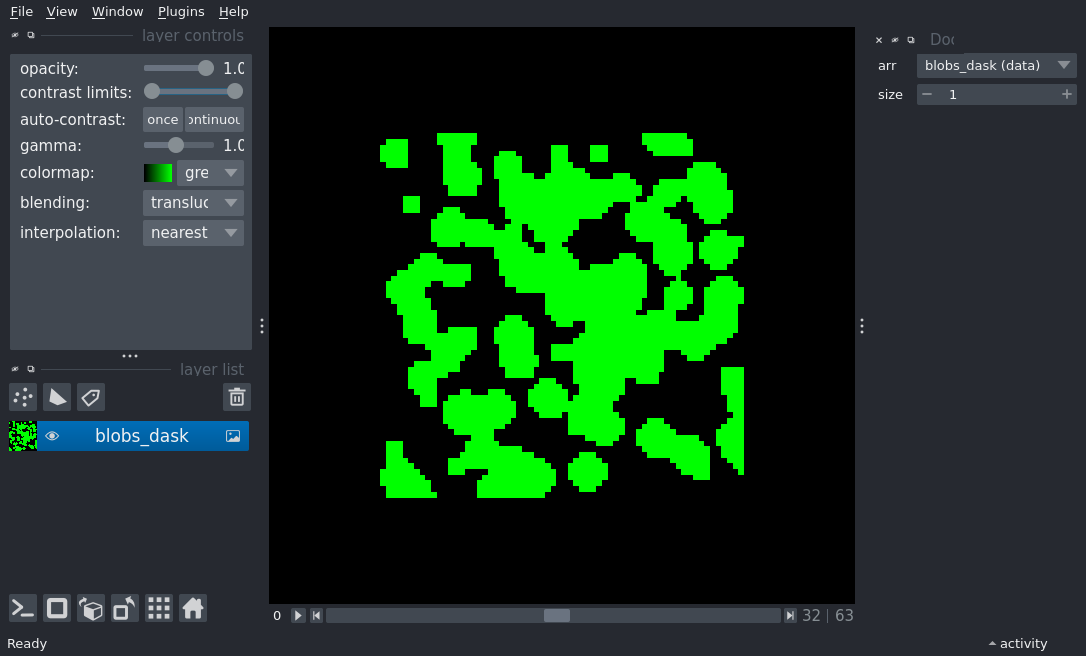 File View Window Plugins Help
layer controls
opacity: 1.0
contrast limits:
auto-contrast: once ontinuou
gamma: 1.0
colormap: gre
blending: transluc
interpolation: nearest
layer list
blobs_dask
0 32 | 63
Ready
Doc
arr blobs_dask (data)
size 1
activity